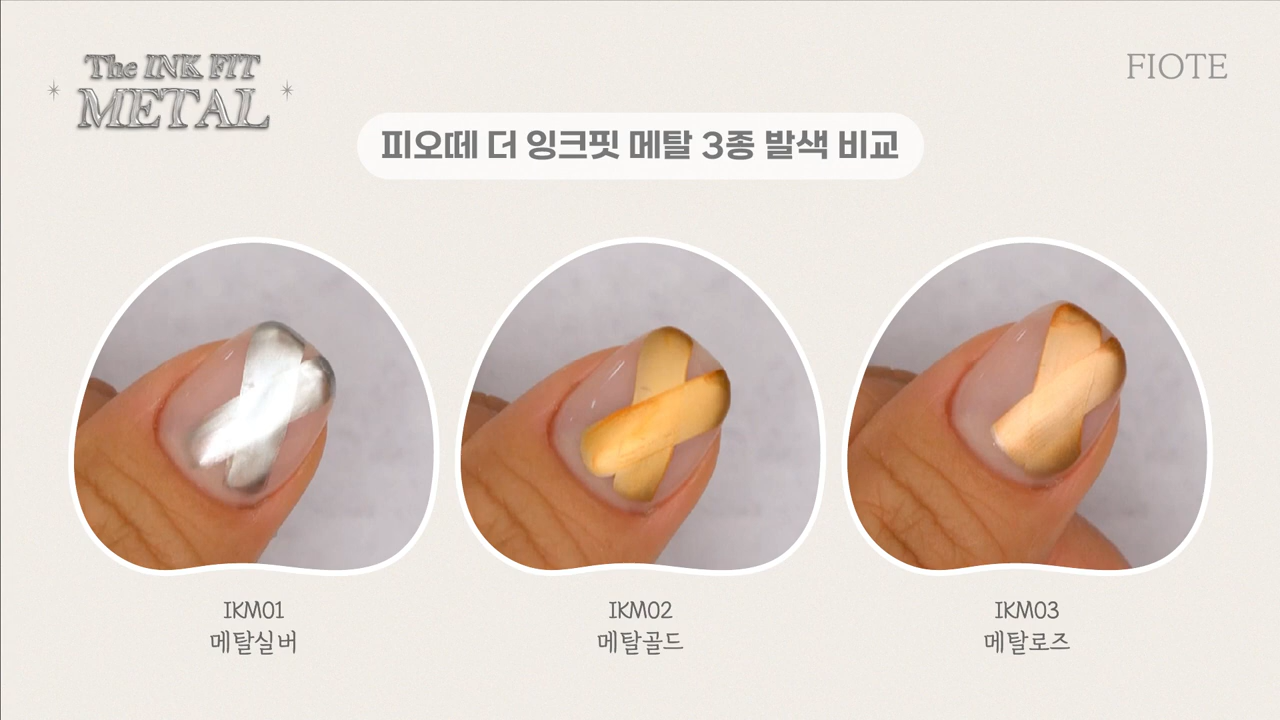 The INK FIT
METAL
FIOTE
피오떼 더 잉크핏 메탈 3종 발색 비교
IKM01
메탈실버
IKM02
메탈골드
IKM03
메탈로즈